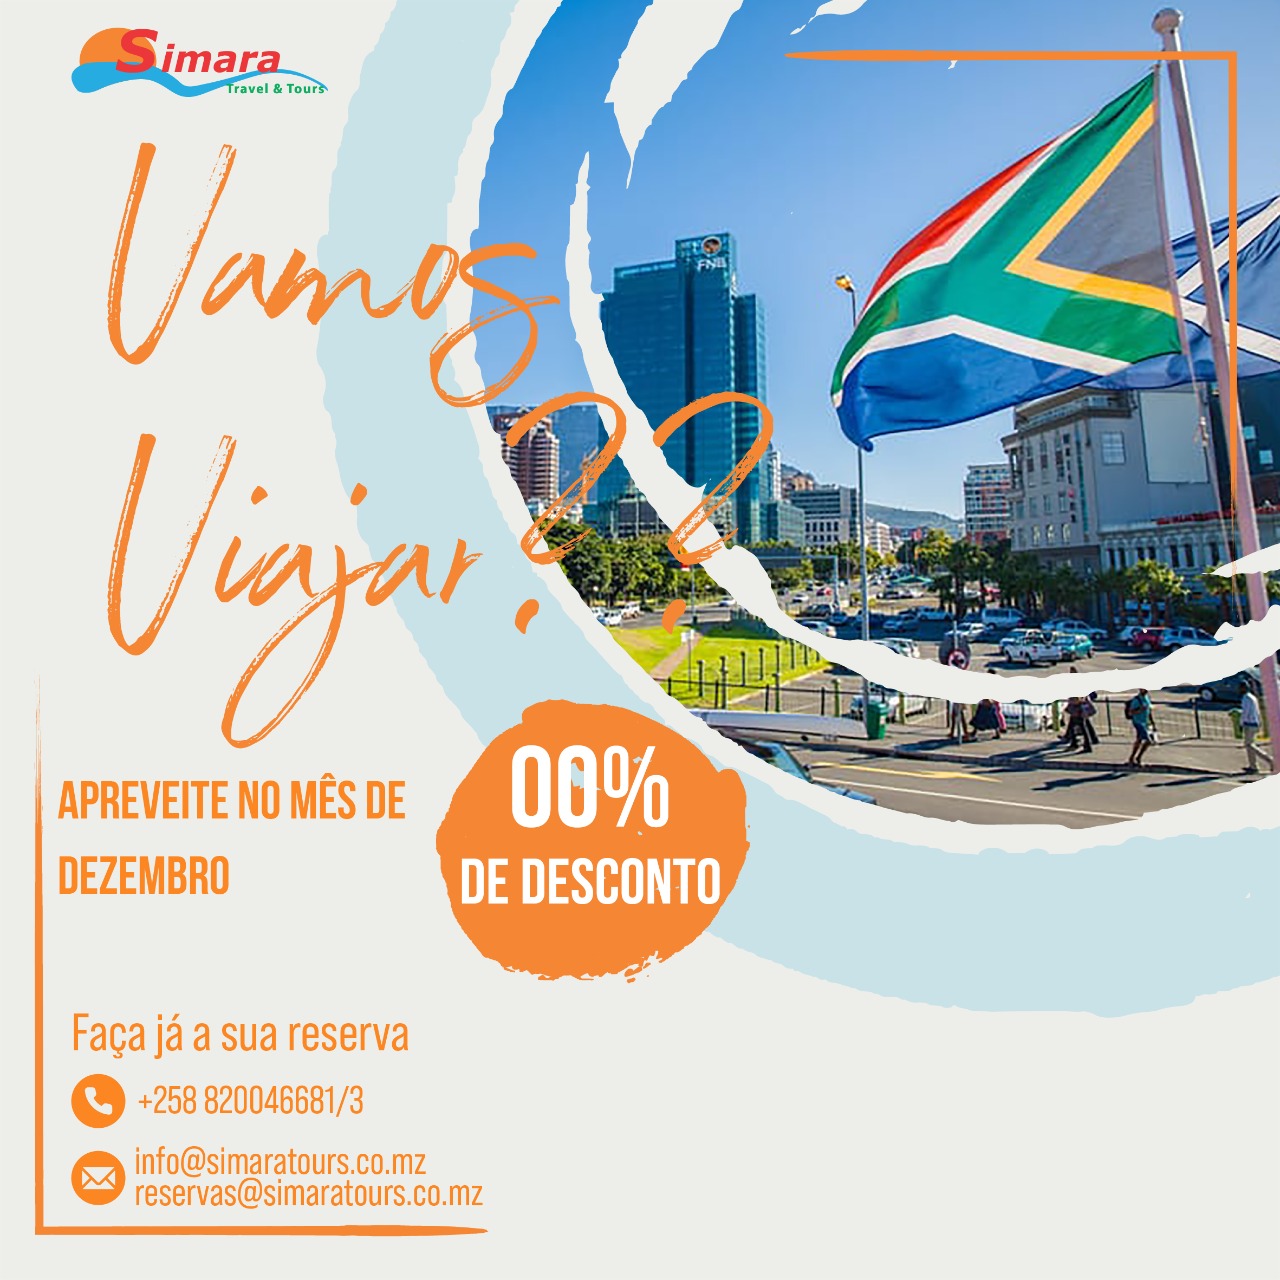 Simara
Travel & Tours
FNB
Vamos
Viajar??
APREVEITE NO MÊS DE
DEZEMBRO
00%
DE DESCONTO
Faça já a sua reserva
+258 820046681/3
info@simaratours.co.mz
reservas@simaratours.co.mz